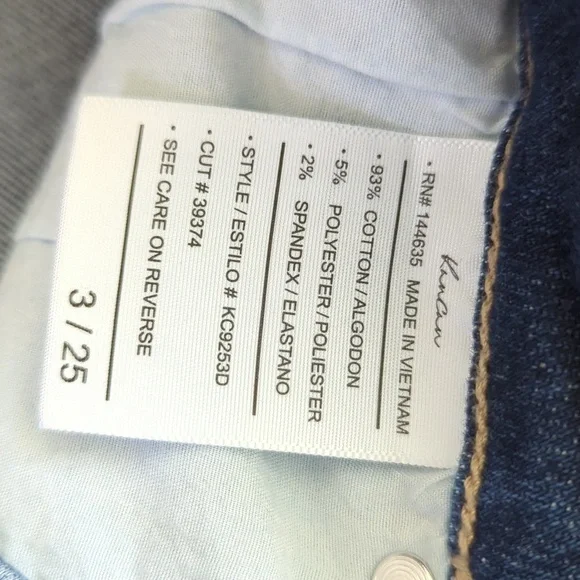 KanCan
• RN# 144635 MADE IN VIETNAM
• 93% COTTON / ALGODON
• 5% POLYESTER / POLIESTER
• 2% SPANDEX / ELASTANO
• STYLE / ESTILO # KC9253D
• CUT # 39374
• SEE CARE ON REVERSE
3 / 25